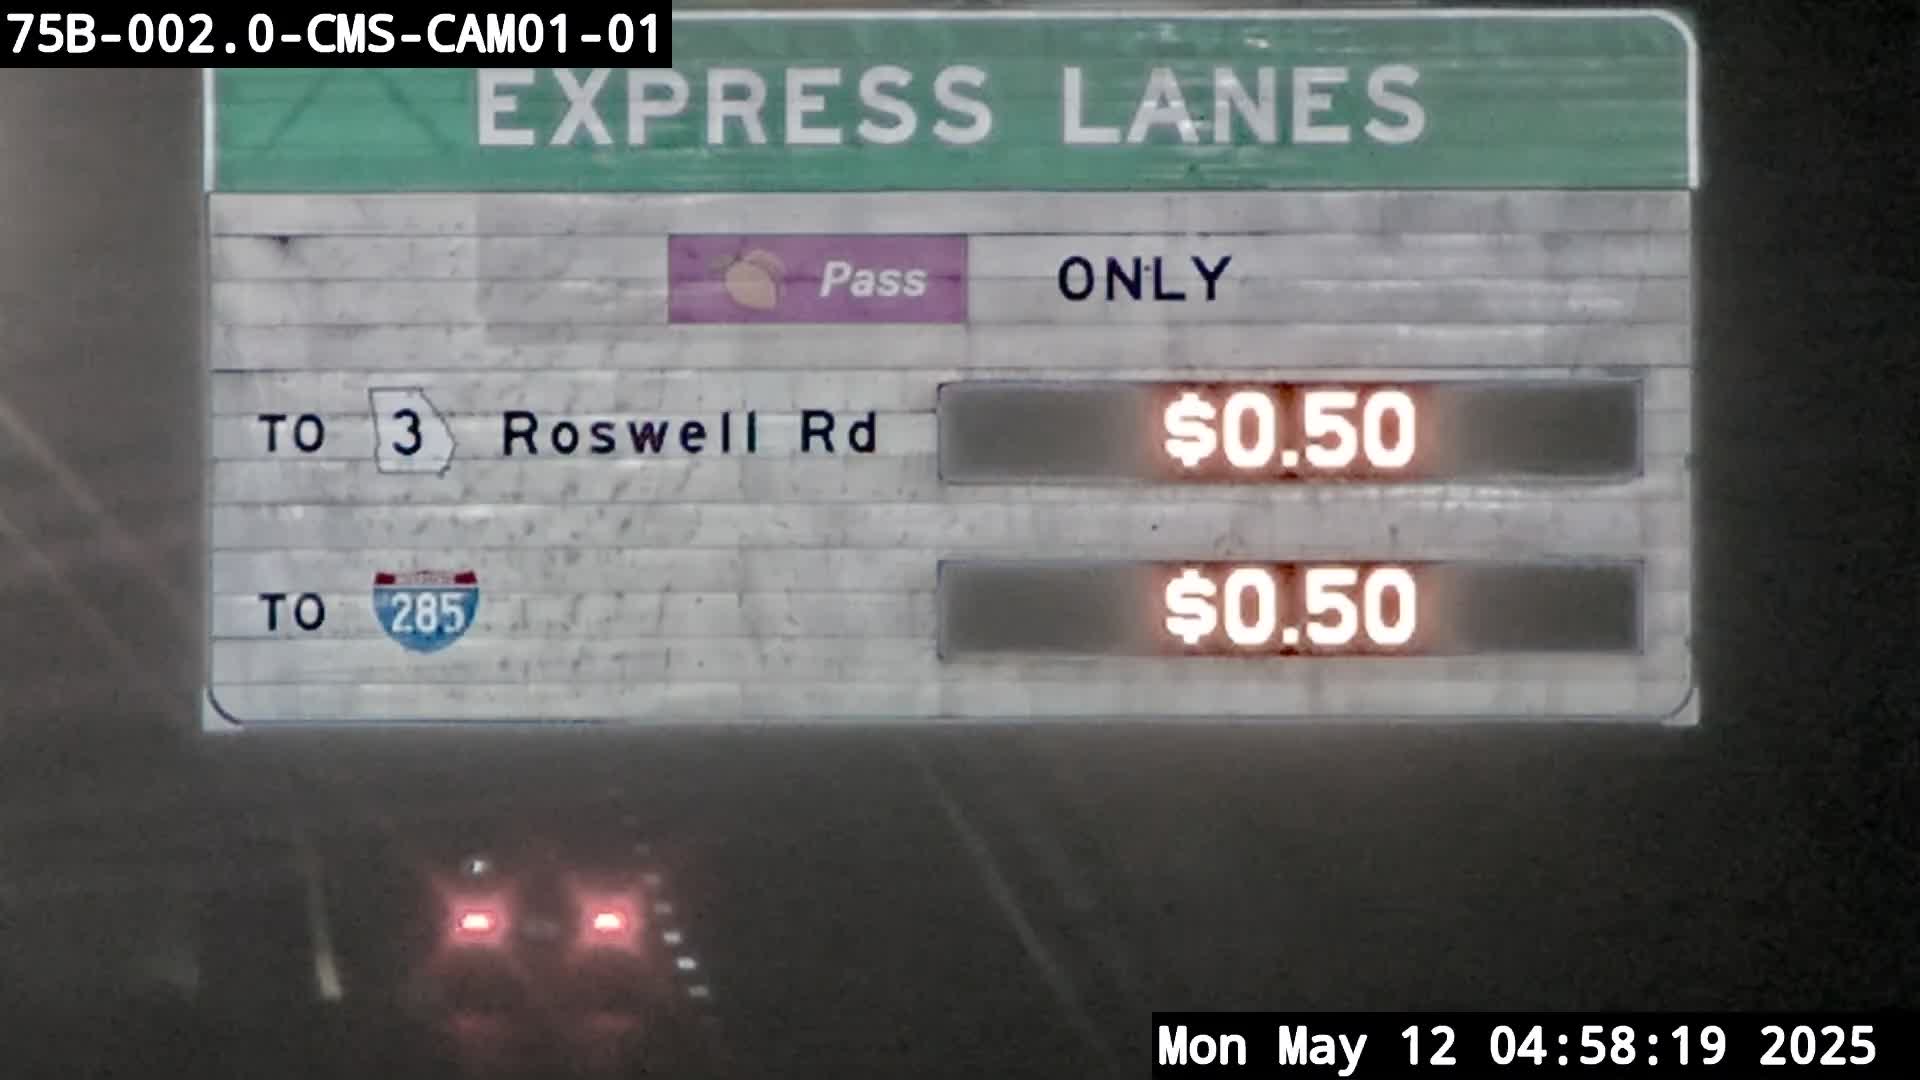 75B-002.0-CMS-CAM01-01
EXPRESS LANES
Pass ONLY
TO 3 Roswell Rd $0.50
TO 285 $0.50
Mon May 12 04:58:19 2025